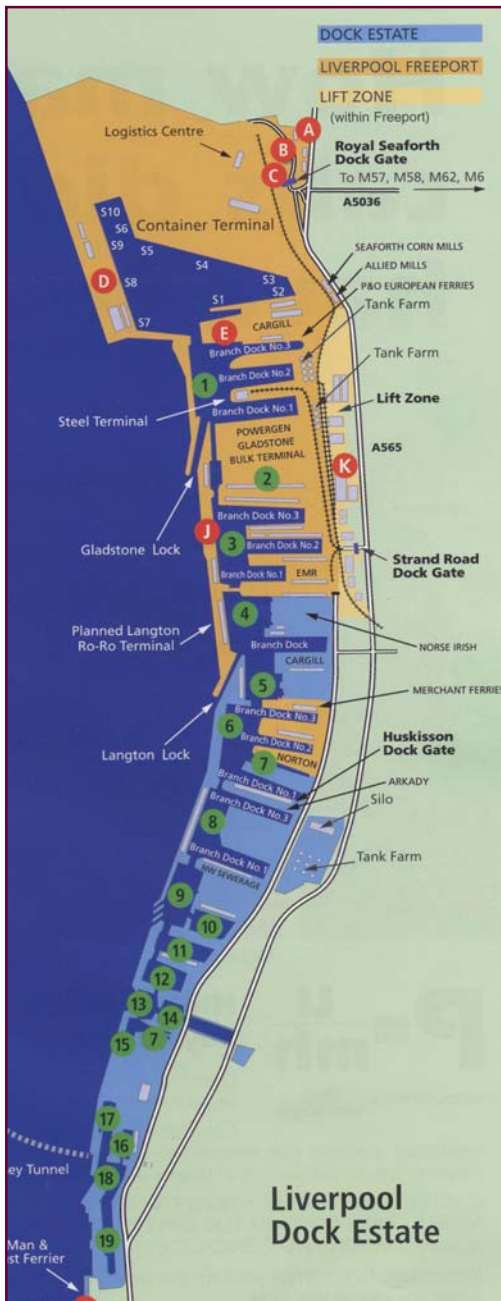 DOCK ESTATE
LIVERPOOL FREEPORT
LIFT ZONE
(within Freeport)
A
Logistics Centre
B
Royal Seaforth
Dock Gate
C
To M57, M58, M62, M6
A5036
S10
S6
Container Terminal
S9
S5
SEAFORTH CORN MILLS
S4
ALLIED MILLS
D
S8
S3
P&O EUROPEAN FERRIES
S2
S1
Tank Farm
S7
E
CARGILL
Branch Dock No.3
Tank Farm
1
Branch Dock No.2
Steel Terminal
Branch Dock No.1
Lift Zone
POWERGEN
GLADSTONE
BULK TERMINAL
A565
K
2
Branch Dock No.3
J
3
Branch Dock No.2
Gladstone Lock
Strand Road
Dock Gate
Branch Dock No.1
EMR
4
Planned Langton
Ro-Ro Terminal
Branch Dock
NORSE IRISH
CARGILL
5
MERCHANT FERRIES
Branch Dock No.3
6
Langton Lock
Branch Dock No.2
Huskisson
Dock Gate
7
NORTON
Branch Dock No.1
ARKADY
Branch Dock No.3
Silo
8
Branch Dock No.1
Tank Farm
NW SEWERAGE
9
10
11
12
13
14
15
7
17
16
ey Tunnel
18
Liverpool
Dock Estate
19
Man &
st Ferrier